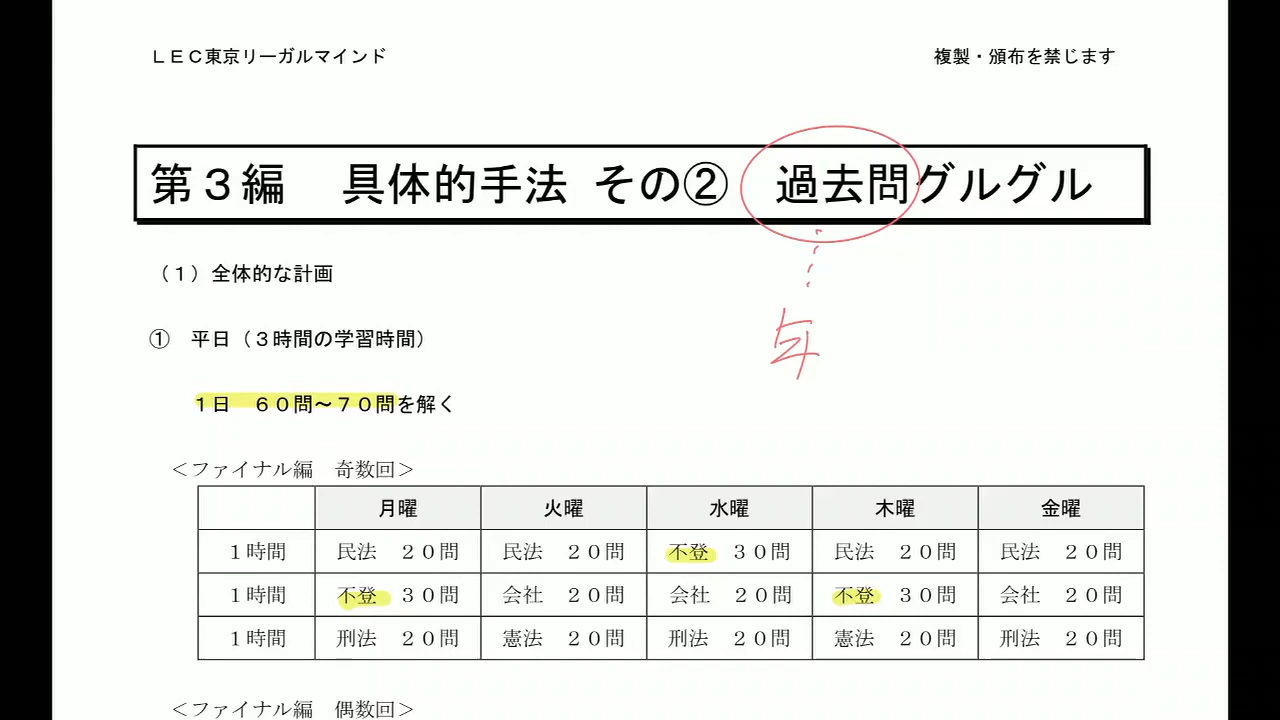 ＬＥＣ東京リーガルマインド　複製・頒布を禁じます
第３編　具体的手法 その②　過去問グルグル
（１）全体的な計画
①　平日（３時間の学習時間）
年
１日　６０問～７０問を解く
＜ファイナル編　奇数回＞
月曜　火曜　水曜　木曜　金曜
１時間　民法　２０問　民法　２０問　不登　３０問　民法　２０問　民法　２０問
１時間　不登　３０問　会社　２０問　会社　２０問　不登　３０問　会社　２０問
１時間　刑法　２０問　憲法　２０問　刑法　２０問　憲法　２０問　刑法　２０問
＜ファイナル編　偶数回＞